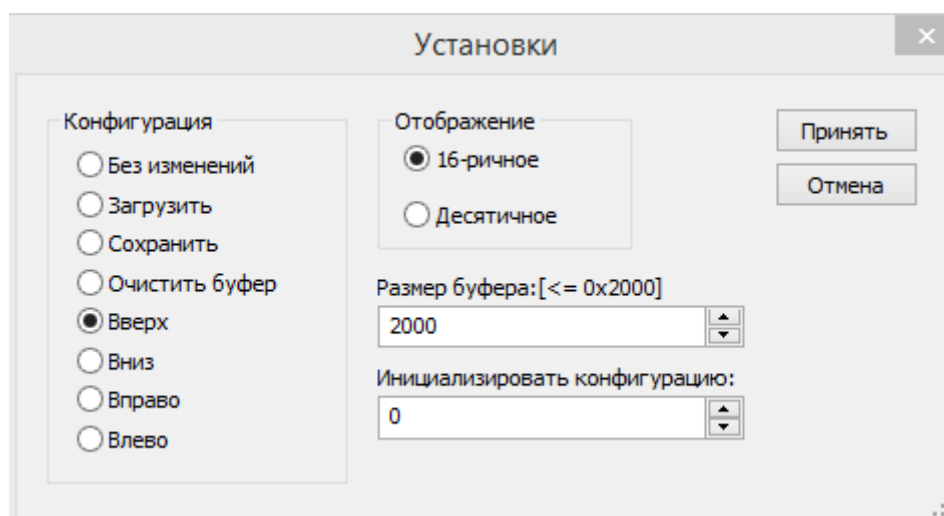 Установки
Конфигурация
Без изменений
Загрузить
Сохранить
Очистить буфер
Вверх
Вниз
Вправо
Влево
Отображение
16-ричное
Десятичное
Размер буфера:[<= 0x2000]
2000
Инициализировать конфигурацию:
0
Принять
Отмена